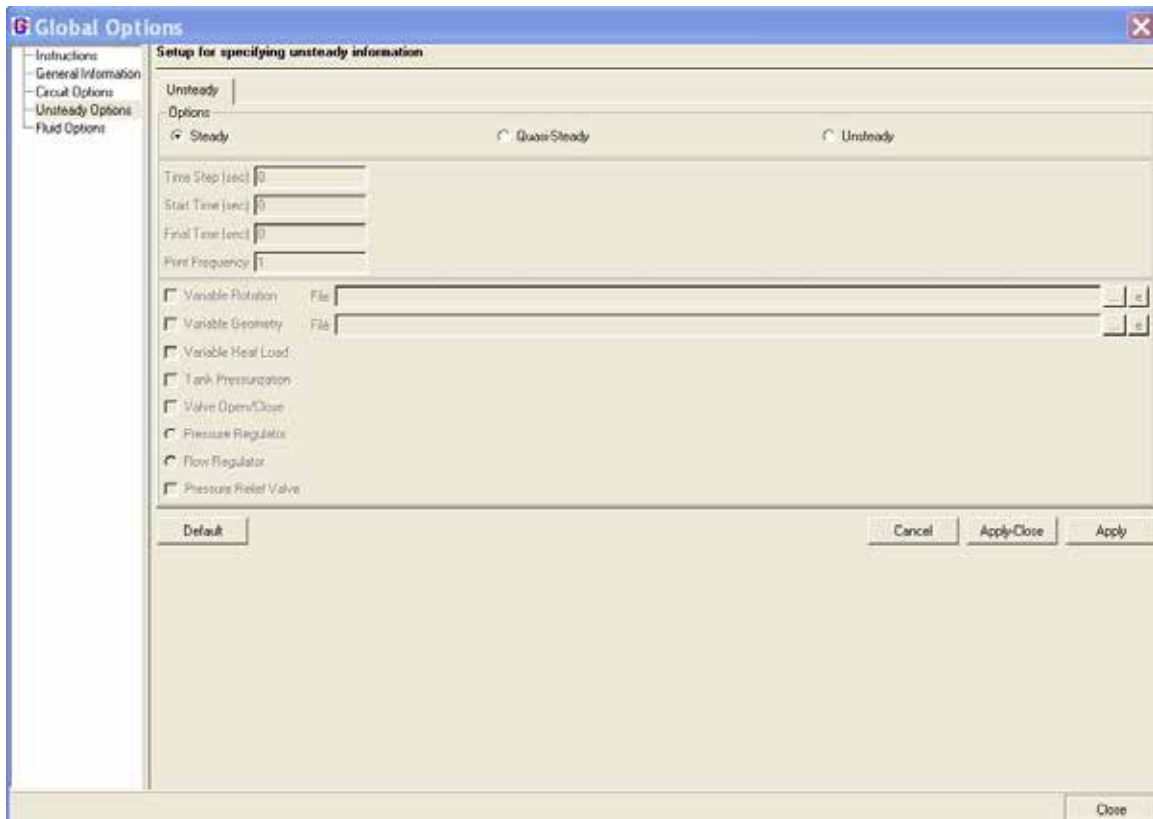 Global Options
Instructions
General Information
Circuit Options
Unsteady Options
Fluid Options
Setup for specifying unsteady information
Unsteady
Options
Steady Quasi-Steady Unsteady
Time Step (sec) 0
Start Time (sec) 0
Final Time (sec) 0
Print Frequency 1
Variable Rotation File ... e
Variable Geometry File ... e
Variable Heat Load
Tank Pressurization
Valve Open/Close
Pressure Regulator
Flow Regulator
Pressure Relief Valve
Default Cancel Apply-Close Apply
Close